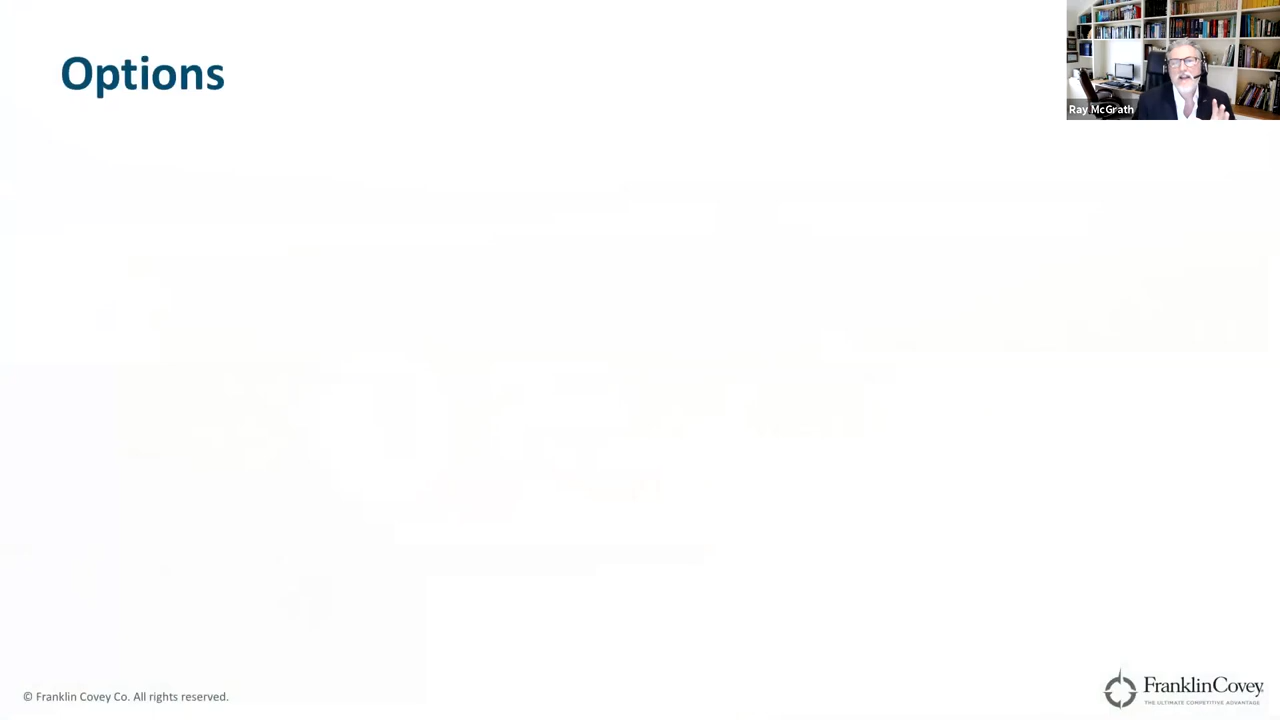 Options
Ray McGrath
© Franklin Covey Co. All rights reserved.
FranklinCovey
THE ULTIMATE COMPETITIVE ADVANTAGE